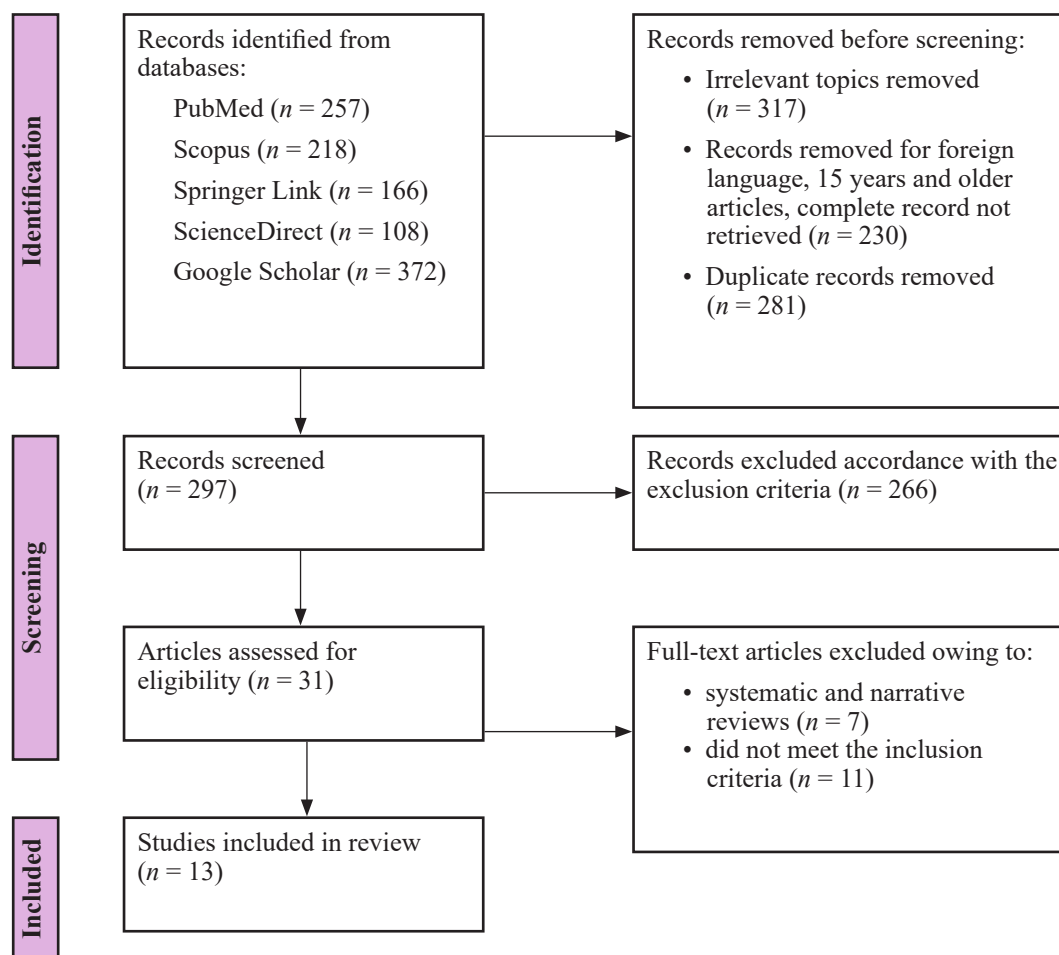 Identification
Records identified from
databases:
PubMed (n = 257)
Scopus (n = 218)
Springer Link (n = 166)
ScienceDirect (n = 108)
Google Scholar (n = 372)
Records removed before screening:
• Irrelevant topics removed
(n = 317)
• Records removed for foreign
language, 15 years and older
articles, complete record not
retrieved (n = 230)
• Duplicate records removed
(n = 281)
Screening
Records screened
(n = 297)
Records excluded accordance with the
exclusion criteria (n = 266)
Articles assessed for
eligibility (n = 31)
Full-text articles excluded owing to:
• systematic and narrative
reviews (n = 7)
• did not meet the inclusion
criteria (n = 11)
Included
Studies included in review
(n = 13)